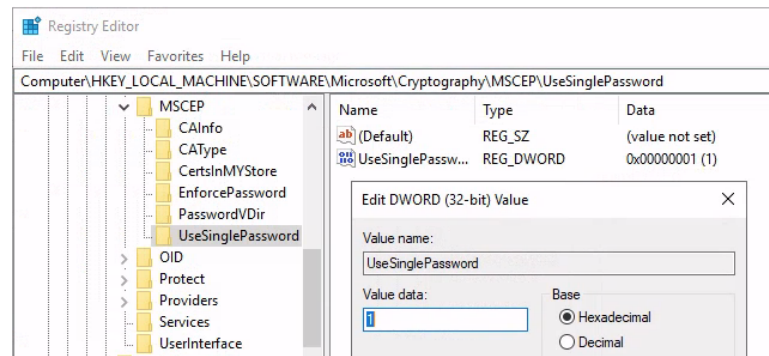 Registry Editor
File Edit View Favorites Help
Computer\HKEY_LOCAL_MACHINE\SOFTWARE\Microsoft\Cryptography\MSCEP\UseSinglePassword
MSCEP
CAInfo
CAType
CertsInMYStore
EnforcePassword
PasswordVDir
UseSinglePassword
OID
Protect
Providers
Services
UserInterface
Name Type Data
(Default) REG_SZ (value not set)
UseSinglePassw... REG_DWORD 0x00000001 (1)
Edit DWORD (32-bit) Value
Value name:
UseSinglePassword
Value data:
1
Base
Hexadecimal
Decimal